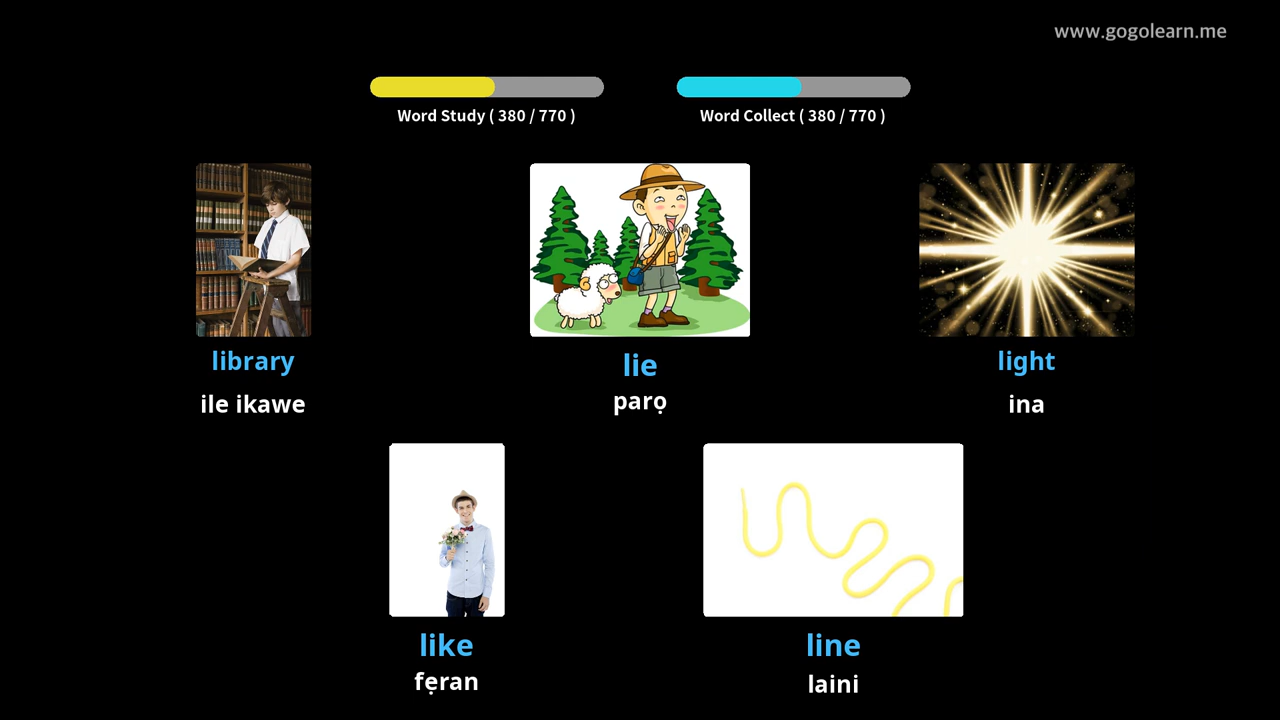 www.gogolearn.me
Word Study ( 380 / 770 )
Word Collect ( 380 / 770 )
library
ile ikawe
lie
parọ
light
ina
like
fẹran
line
laini